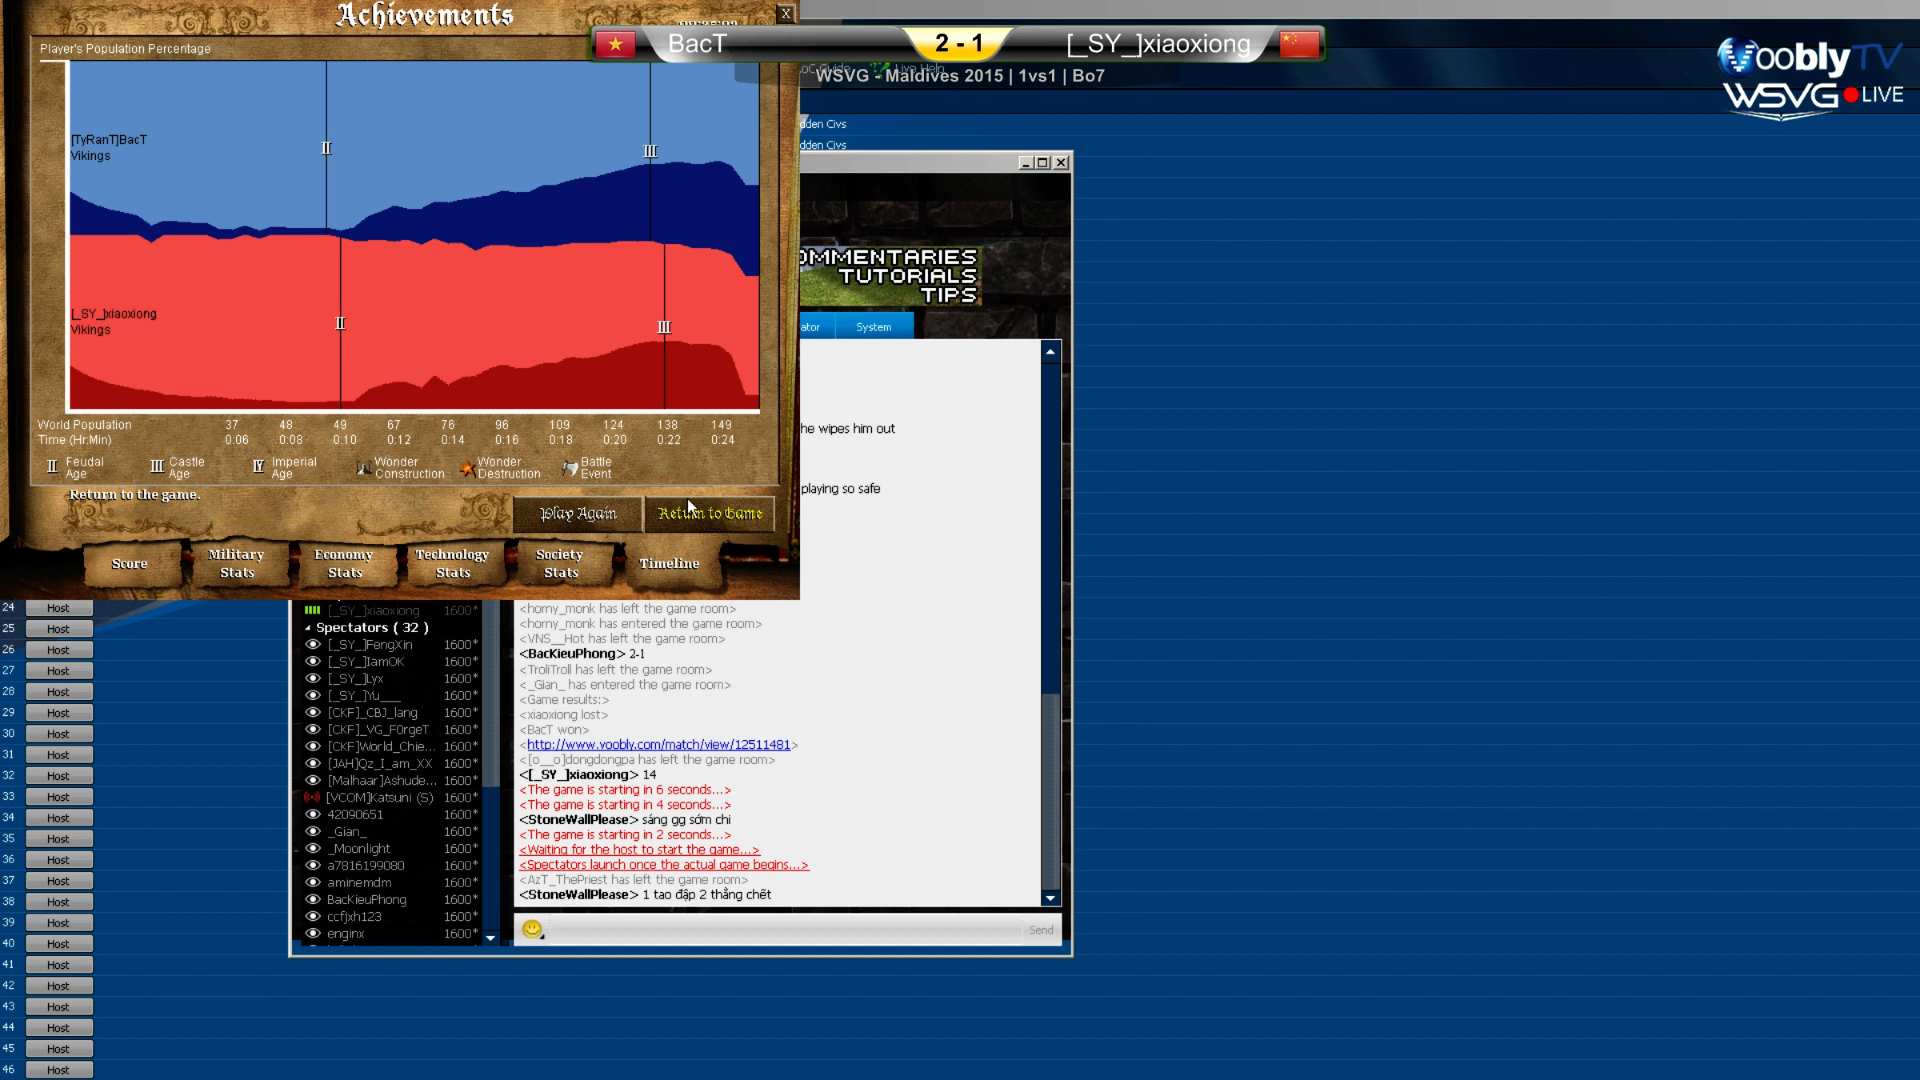 Achievements
X
Player's Population Percentage
[TyRanT]BacT
Vikings
II
III
[_SY_]xiaoxiong
Vikings
II
III
World Population 37 48 49 67 76 96 109 124 138 149
Time (Hr:Min) 0:06 0:08 0:10 0:12 0:14 0:16 0:18 0:20 0:22 0:24
II Feudal Age
III Castle Age
IV Imperial Age
Wonder Construction
Wonder Destruction
Battle Event
Return to the game.
Play Again
Return to Game
Score
Military Stats
Economy Stats
Technology Stats
Society Stats
Timeline
BacT
2 - 1
[_SY_]xiaoxiong
Live Help
WSVG - Maldives 2015 | 1vs1 | Bo7
Voobly TV
WSVG LIVE
dden Civs
dden Civs
OMMENTARIES
TUTORIALS
TIPS
ator
System
he wipes him out
playing so safe
24 Host
25 Host
26 Host
27 Host
28 Host
29 Host
30 Host
31 Host
32 Host
33 Host
34 Host
35 Host
36 Host
37 Host
38 Host
39 Host
40 Host
41 Host
42 Host
43 Host
44 Host
45 Host
46 Host
[_SY_]xiaoxiong 1600*
Spectators ( 32 )
[_SY_]FengXin 1600*
[_SY_]IamOK 1600*
[_SY_]Lyx 1600*
[_SY_]Yu___ 1600*
[CKF]_CBJ_lang 1600*
[CKF]_VG_F0rgeT 1600*
[CKF]World_Chie... 1600*
[JAH]Qz_I_am_XX 1600*
[Malhaar]Ashude... 1600*
[VCOM]Katsuni (S) 1600*
42090651 1600*
_Gian_ 1600*
_Moonlight 1600*
a7816199080 1600*
aminemdm 1600*
BacKieuPhong 1600*
ccfjxh123 1600*
enginx 1600*
<horny_monk has left the game room>
<horny_monk has entered the game room>
<VNS__Hot has left the game room>
<BacKieuPhong> 2-1
<TroliTroll has left the game room>
<_Gian_ has entered the game room>
<Game results:>
<xiaoxiong lost>
<BacT won>
<http://www.voobly.com/match/view/12511481>
<[o__o]dongdongpa has left the game room>
<[_SY_]xiaoxiong> 14
<The game is starting in 6 seconds...>
<The game is starting in 4 seconds...>
<StoneWallPlease> sáng gg sớm chi
<The game is starting in 2 seconds...>
<Waiting for the host to start the game...>
<Spectators launch once the actual game begins...>
<AzT_ThePriest has left the game room>
<StoneWallPlease> 1 tao đập 2 thằng chết
Send